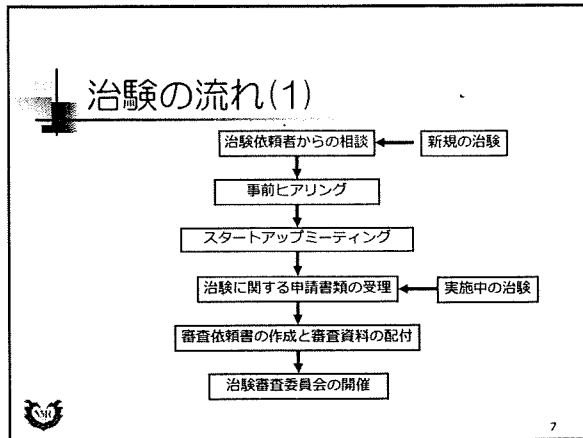 治験の流れ(1)
治験依頼者からの相談
新規の治験
事前ヒアリング
スタートアップミーティング
治験に関する申請書類の受理
実施中の治験
審査依頼書の作成と審査資料の配付
治験審査委員会の開催
7